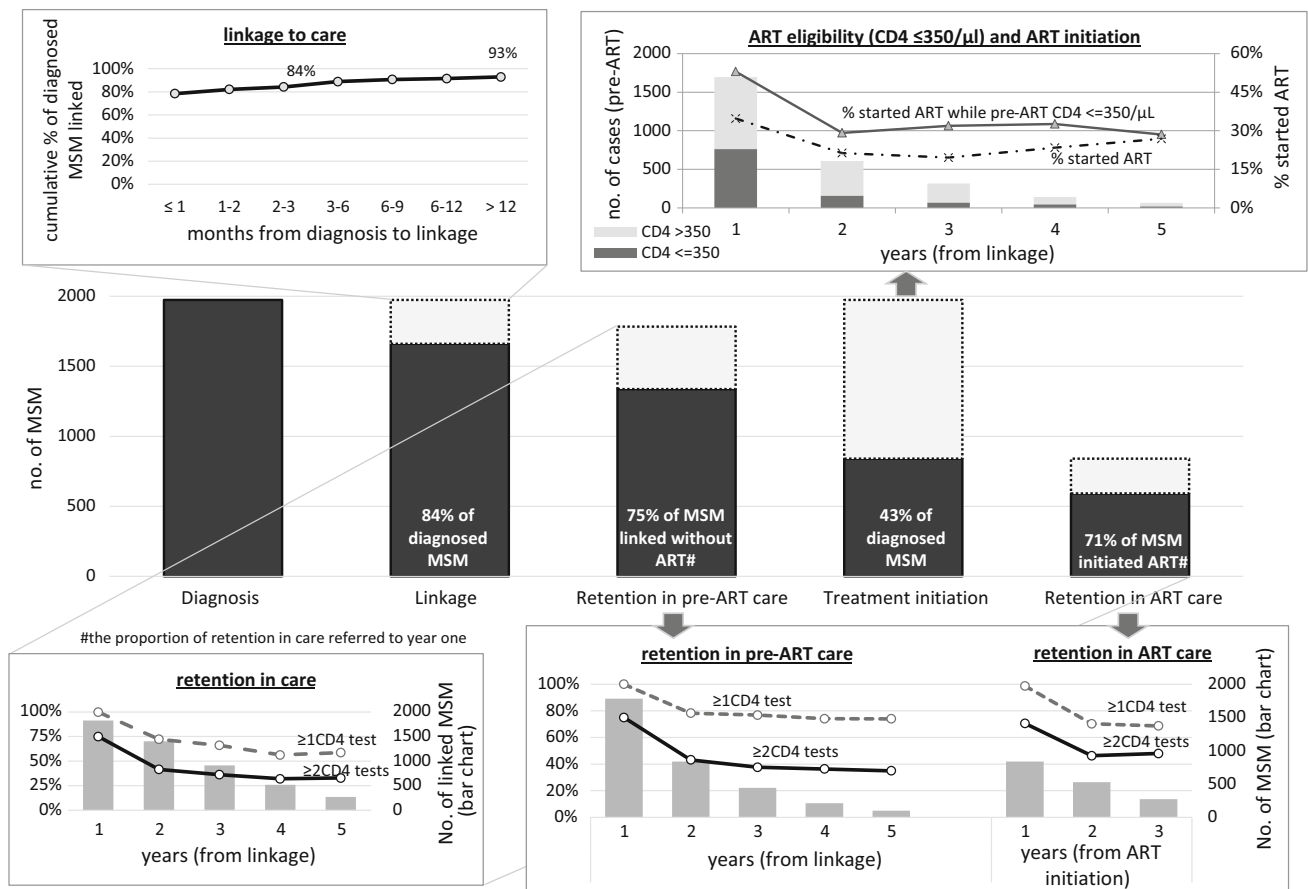 linkage to care
cumulative % of diagnosed
MSM linked
100%
80%
60%
40%
20%
0%
84%
93%
≤ 1
1-2
2-3
3-6
6-9
6-12
> 12
months from diagnosis to linkage
ART eligibility (CD4 ≤350/µl) and ART initiation
no. of cases (pre-ART)
2000
1500
1000
500
0
60%
45%
30%
15%
0%
% started ART
% started ART while pre-ART CD4 <=350/µL
% started ART
1
2
3
4
5
CD4 >350
CD4 <=350
years (from linkage)
no. of MSM
2000
1500
1000
500
0
84% of
diagnosed
MSM
75% of MSM
linked without
ART#
43% of
diagnosed
MSM
71% of MSM
initiated ART#
Diagnosis
Linkage
Retention in pre-ART care
Treatment initiation
Retention in ART care
#the proportion of retention in care referred to year one
retention in care
100%
75%
50%
25%
0%
≥1CD4 test
≥2CD4 tests
2000
1500
1000
500
0
No. of linked MSM
(bar chart)
1
2
3
4
5
years (from linkage)
retention in pre-ART care
100%
80%
60%
40%
20%
0%
≥1CD4 test
≥2CD4 tests
1
2
3
4
5
years (from linkage)
retention in ART care
≥1CD4 test
≥2CD4 tests
2000
1500
1000
500
0
No. of MSM (bar chart)
1
2
3
years (from ART
initiation)